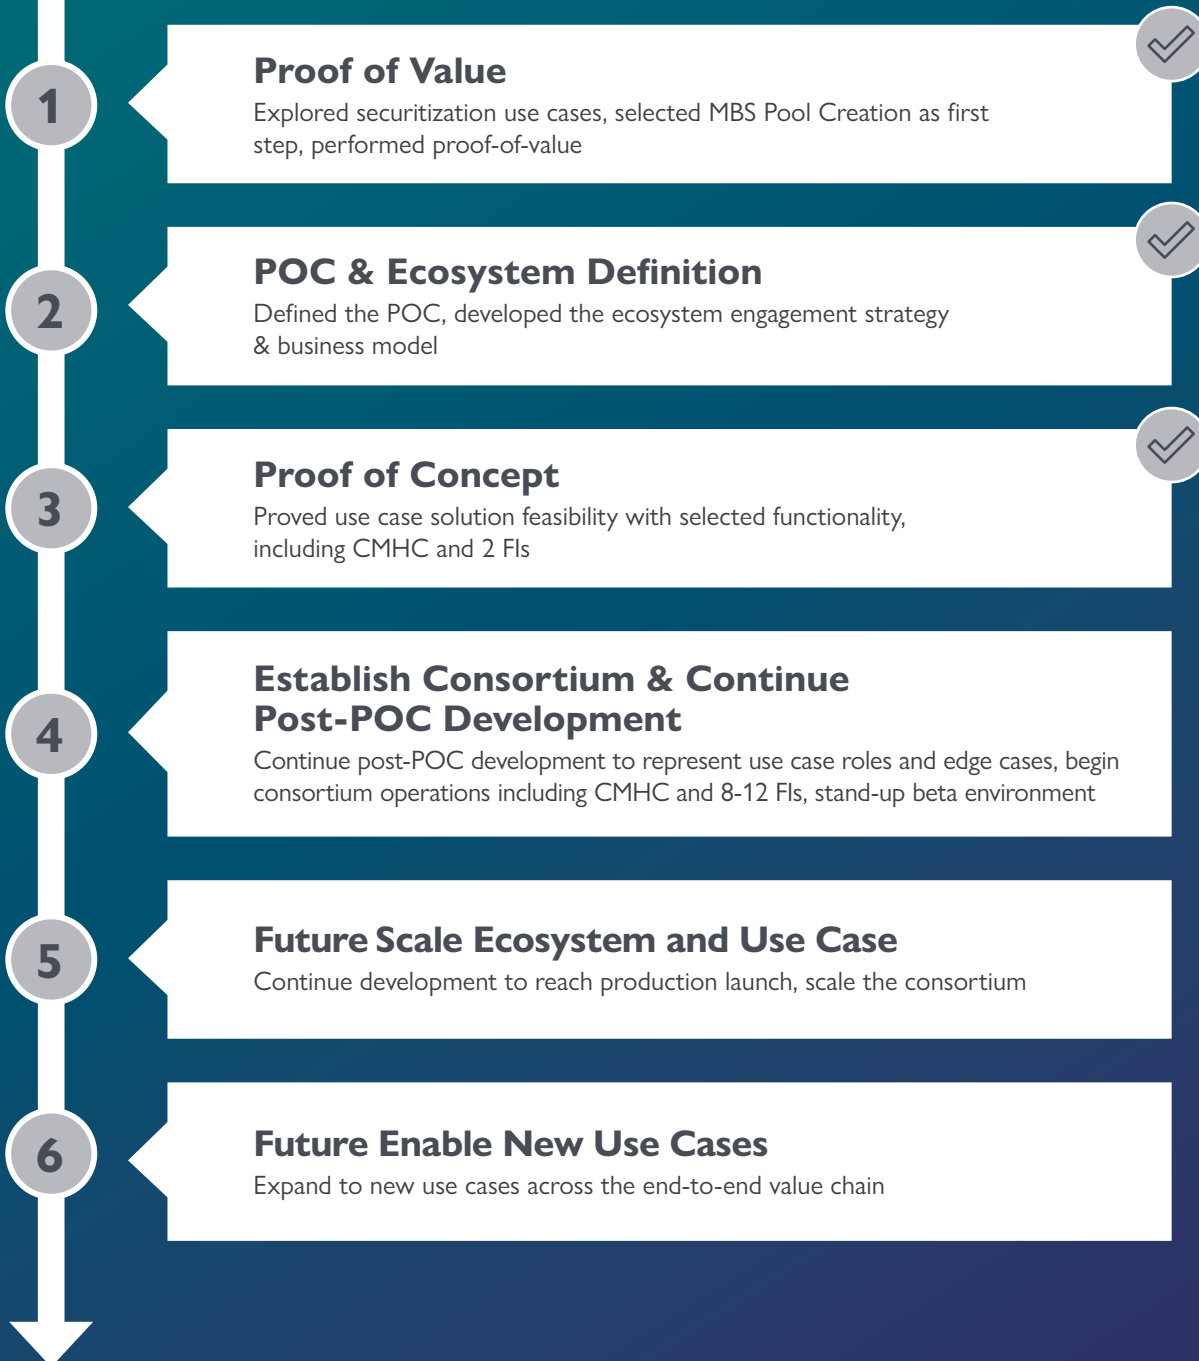 1
Proof of Value
Explored securitization use cases, selected MBS Pool Creation as first
step, performed proof-of-value
2
POC & Ecosystem Definition
Defined the POC, developed the ecosystem engagement strategy
& business model
3
Proof of Concept
Proved use case solution feasibility with selected functionality,
including CMHC and 2 FIs
4
Establish Consortium & Continue
Post-POC Development
Continue post-POC development to represent use case roles and edge cases, begin
consortium operations including CMHC and 8-12 FIs, stand-up beta environment
5
Future Scale Ecosystem and Use Case
Continue development to reach production launch, scale the consortium
6
Future Enable New Use Cases
Expand to new use cases across the end-to-end value chain